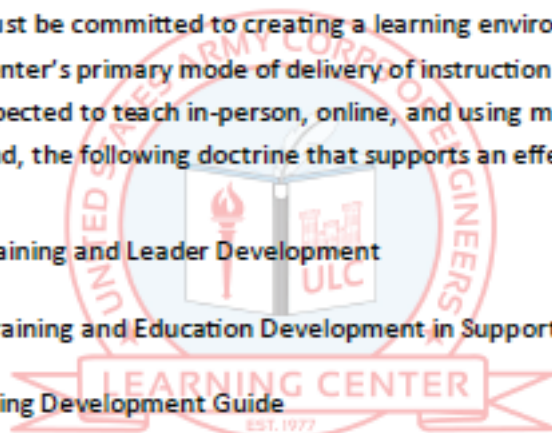 ust be committed to creating a learning enviro
nter's primary mode of delivery of instruction
pected to teach in-person, online, and using m
d, the following doctrine that supports an effe
UNITED STATES ARMY CORP OF ENGINEERS
aining and Leader Development
ULC
raining and Education Development in Support
LEARNING CENTER
ing Development Guide
EST. 1977